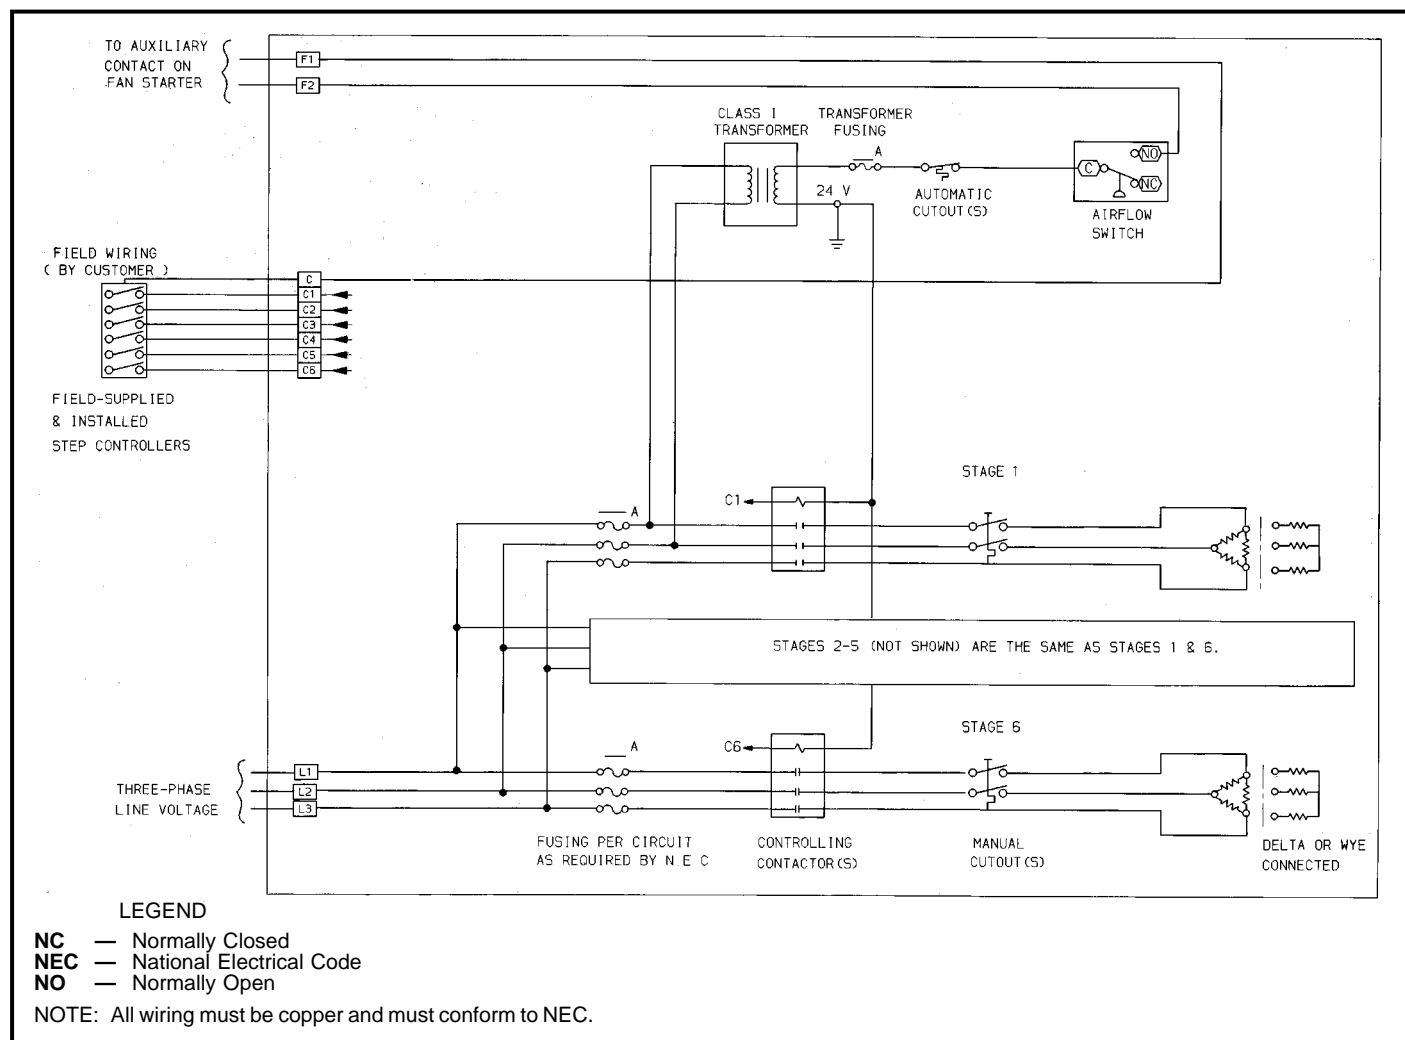 TO AUXILIARY
CONTACT ON
FAN STARTER
F1
F2
CLASS I
TRANSFORMER
TRANSFORMER
FUSING
A
24 V
AUTOMATIC
CUTOUT(S)
C
NO
NC
AIRFLOW
SWITCH
FIELD WIRING
( BY CUSTOMER )
C
C1
C2
C3
C4
C5
C6
FIELD-SUPPLIED
& INSTALLED
STEP CONTROLLERS
STAGE 1
C1
A
STAGES 2-5 (NOT SHOWN) ARE THE SAME AS STAGES 1 & 6.
STAGE 6
C6
A
THREE-PHASE
LINE VOLTAGE
L1
L2
L3
FUSING PER CIRCUIT
AS REQUIRED BY N E C
CONTROLLING
CONTACTOR(S)
MANUAL
CUTOUT(S)
DELTA OR WYE
CONNECTED
LEGEND
NC — Normally Closed
NEC — National Electrical Code
NO — Normally Open
NOTE: All wiring must be copper and must conform to NEC.